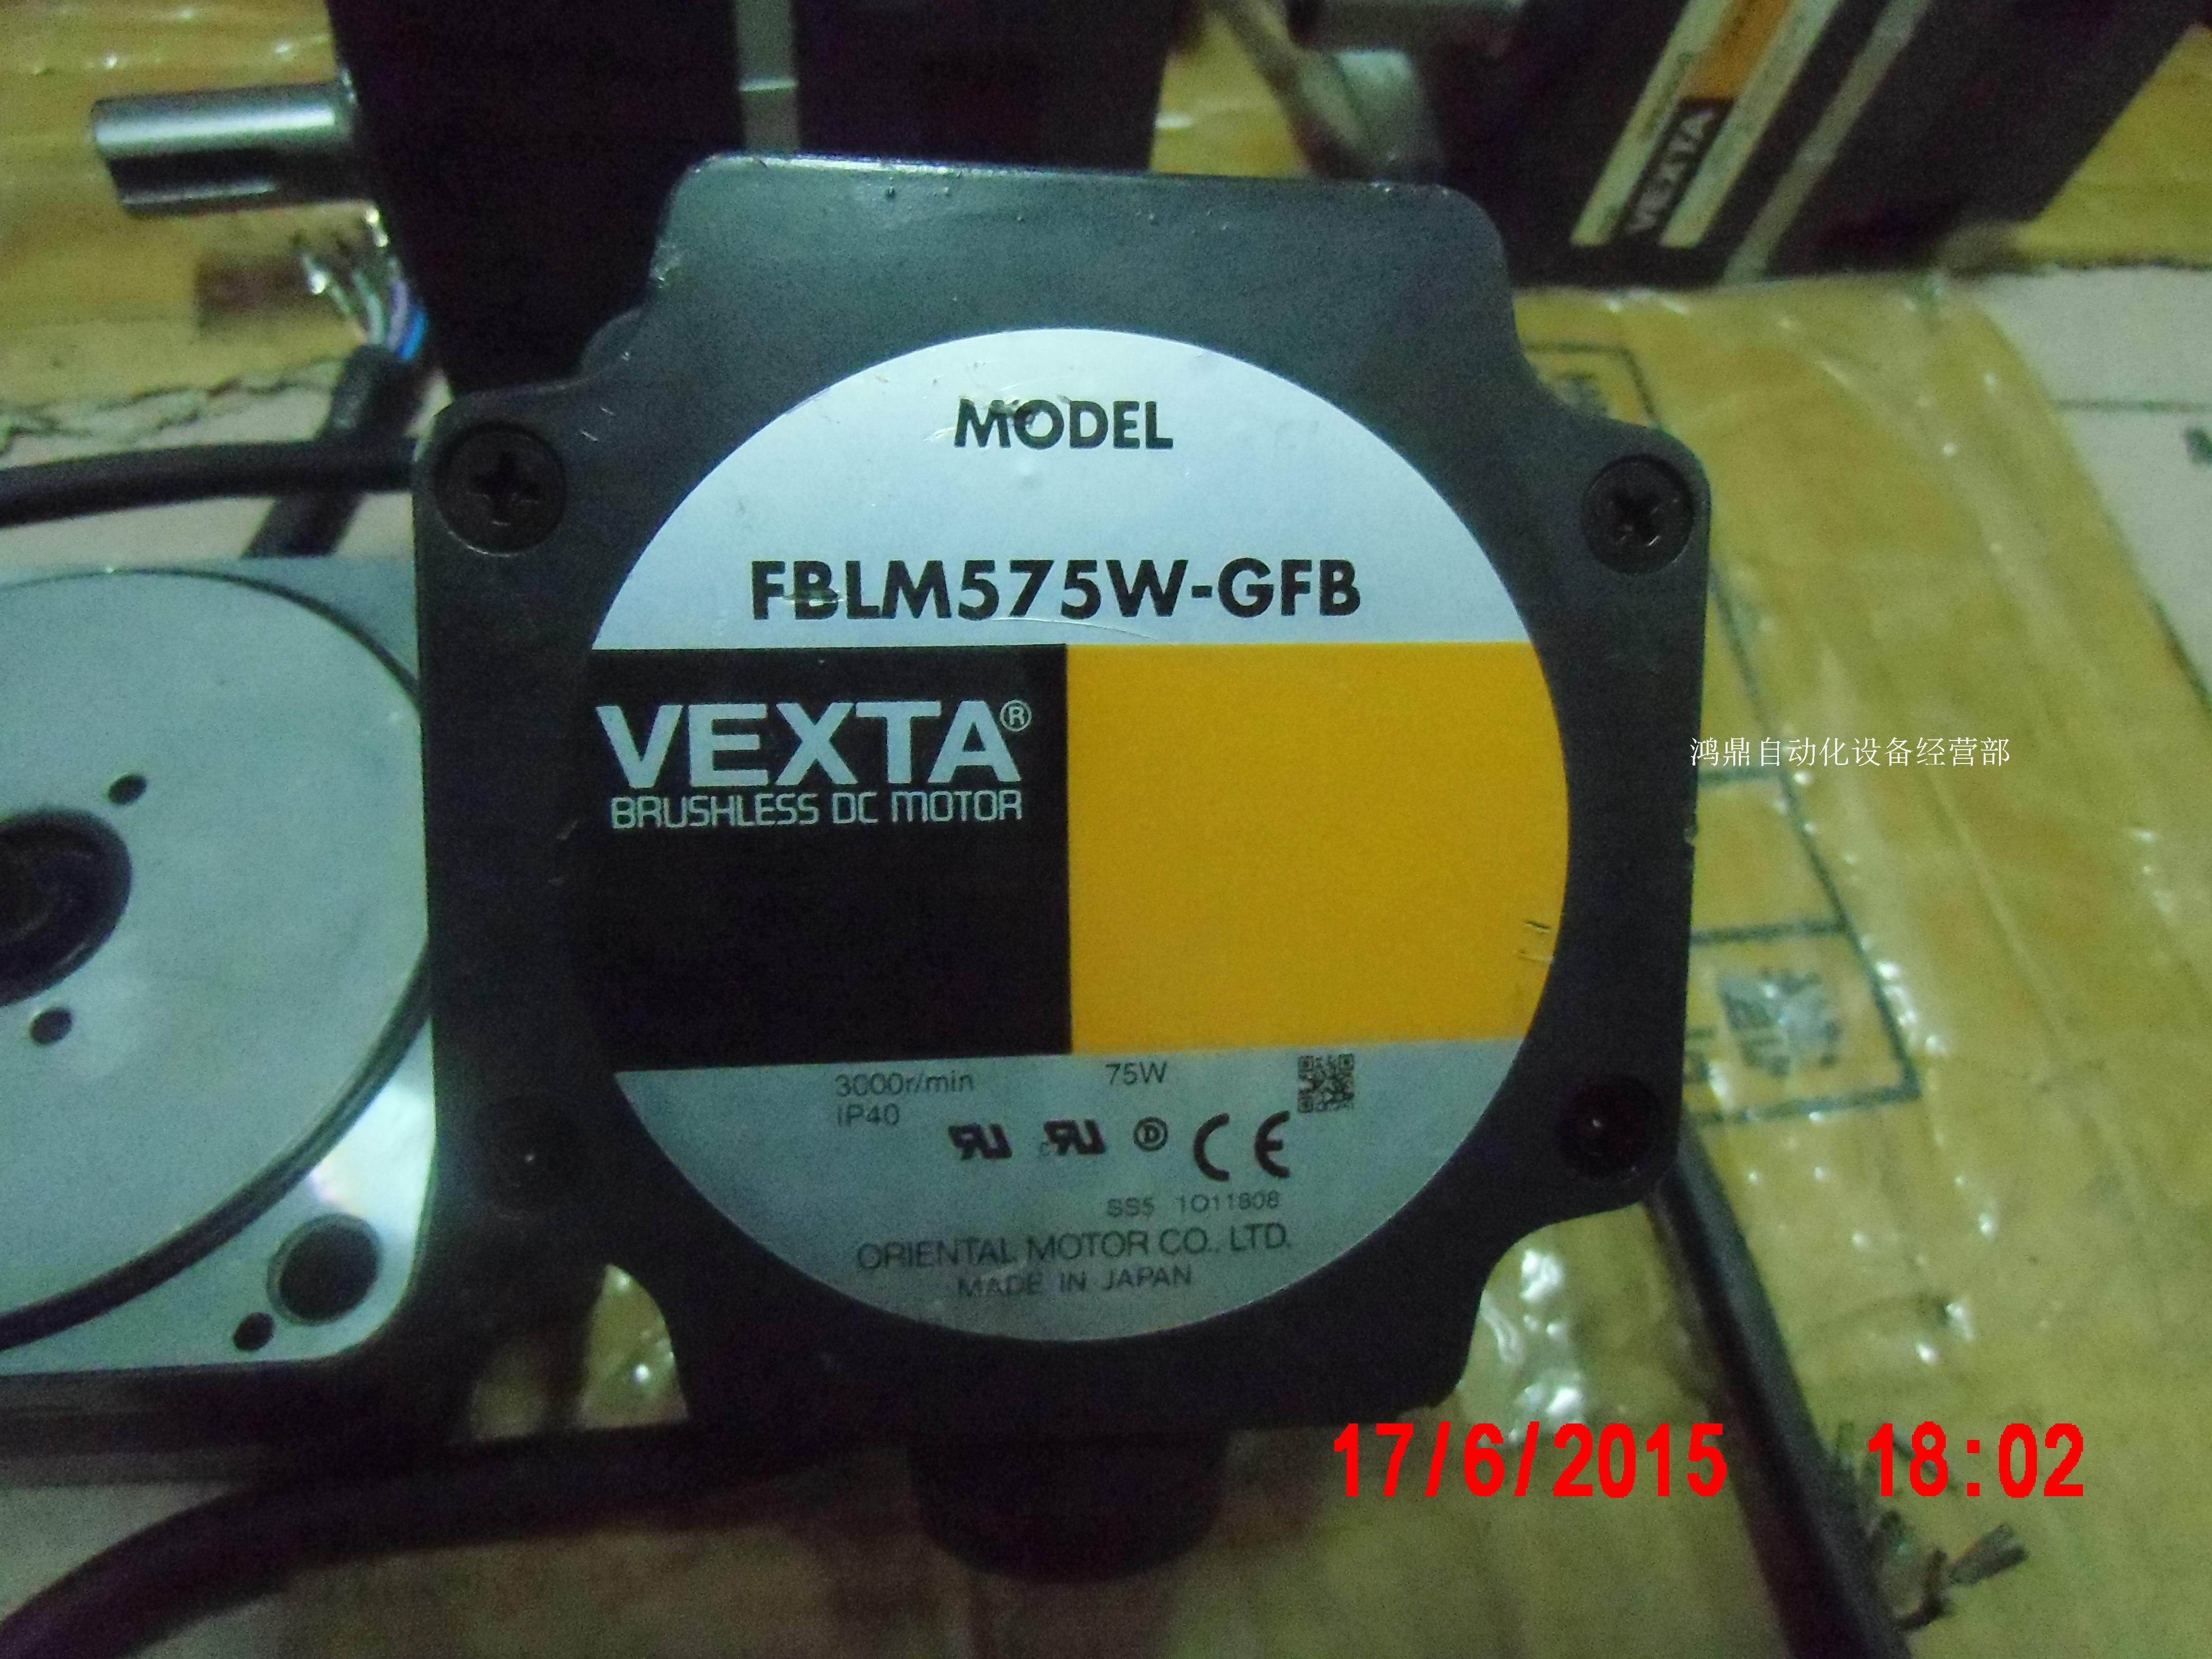 VEXTA
MODEL
FBLM575W-GFB
VEXTA®
BRUSHLESS DC MOTOR
鸿鼎自动化设备经营部
3000r/min 75W
IP40
SS5 1O11808
ORIENTAL MOTOR CO., LTD.
MADE IN JAPAN
17/6/2015 18:02